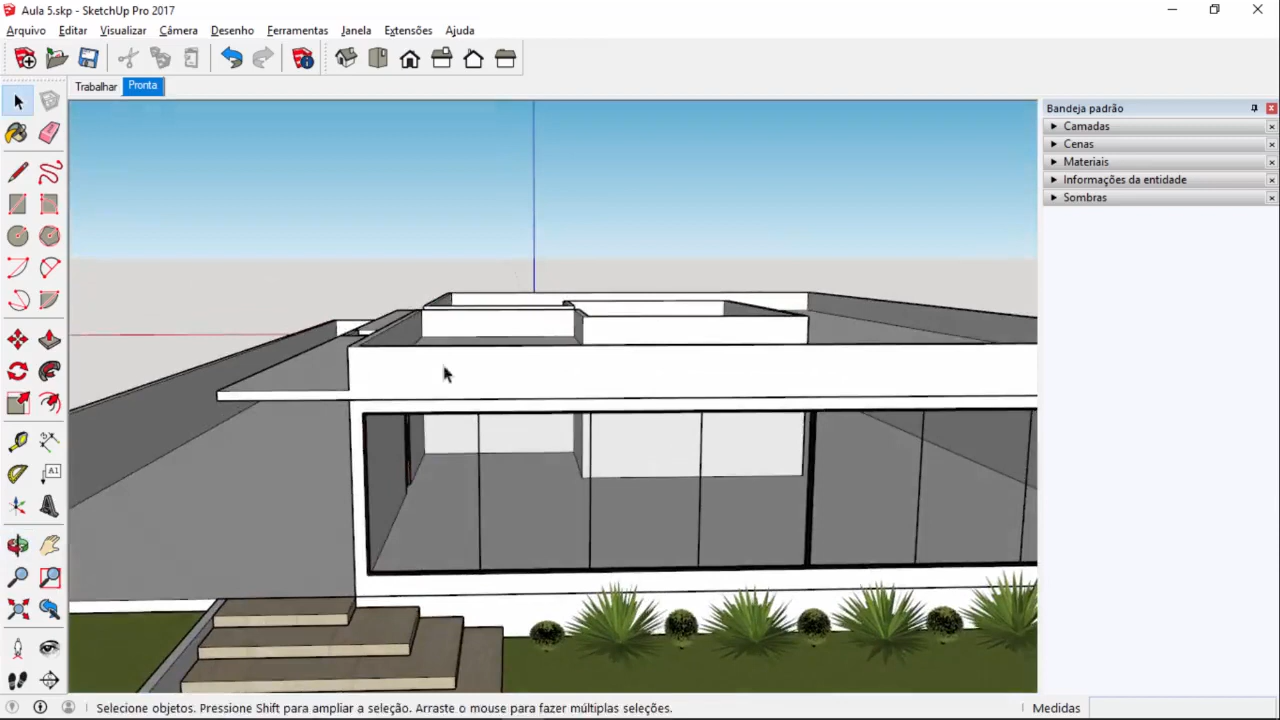 Aula 5.skp - SketchUp Pro 2017
Arquivo Editar Visualizar Câmera Desenho Ferramentas Janela Extensões Ajuda
Trabalhar Pronta
Bandeja padrão
Camadas
Cenas
Materiais
Informações da entidade
Sombras
A1
Selecione objetos. Pressione Shift para ampliar a seleção. Arraste o mouse para fazer múltiplas seleções.
Medidas